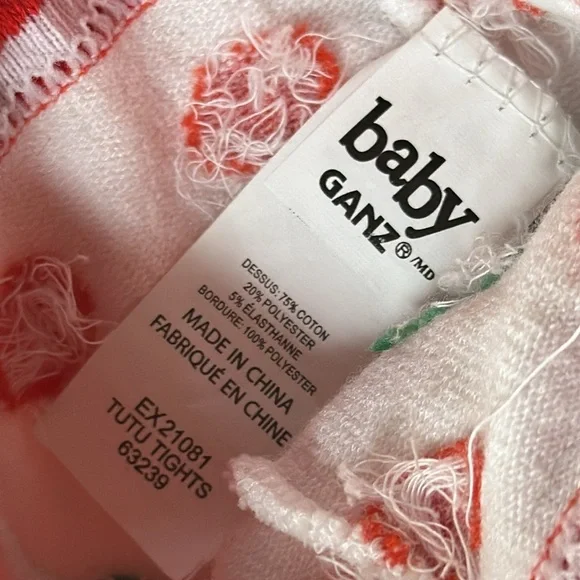 baby
GANZ®/MD
DESSUS: 75% COTON
20% POLYESTER
5% ÉLASTHANNE
BORDURE: 100% POLYESTER
MADE IN CHINA
FABRIQUÉ EN CHINE
EX21081
TUTU TIGHTS
63239